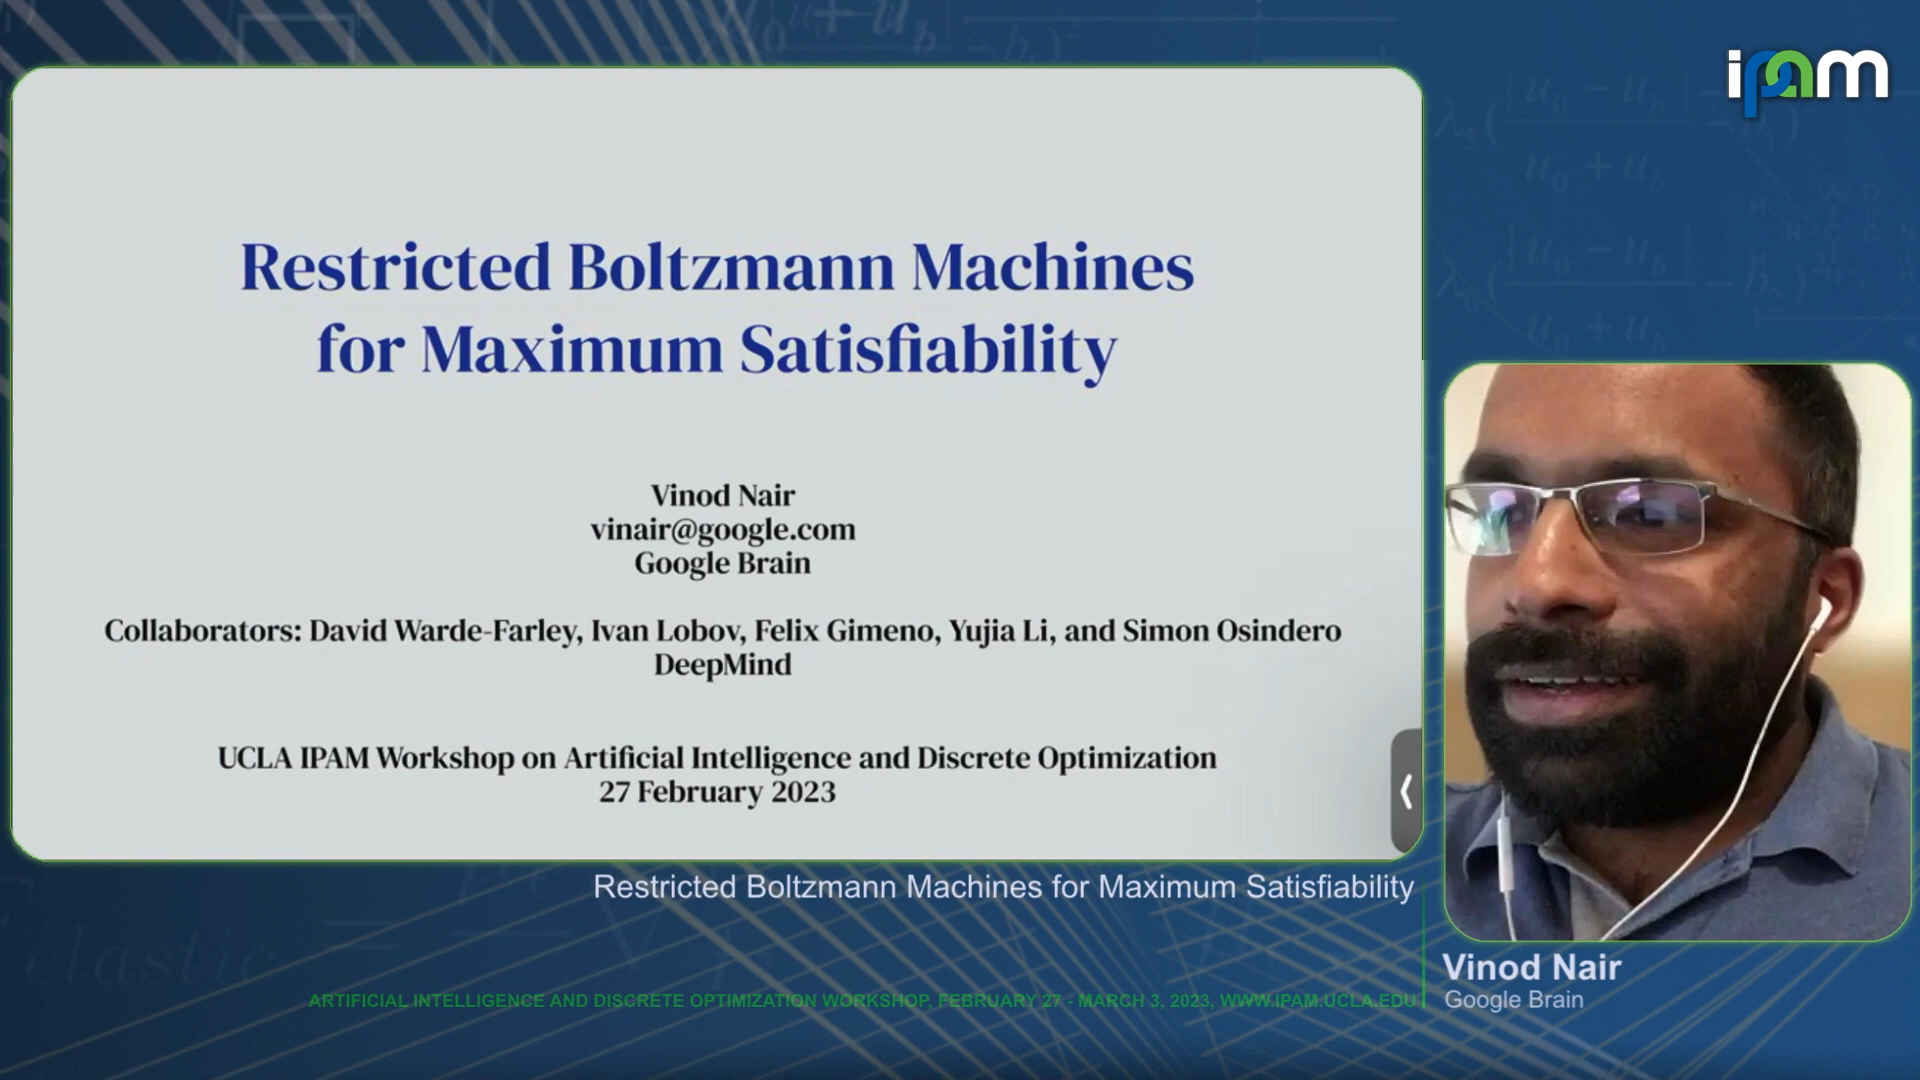 ipam
Restricted Boltzmann Machines
for Maximum Satisfiability
Vinod Nair
vinair@google.com
Google Brain
Collaborators: David Warde-Farley, Ivan Lobov, Felix Gimeno, Yujia Li, and Simon Osindero
DeepMind
UCLA IPAM Workshop on Artificial Intelligence and Discrete Optimization
27 February 2023
Restricted Boltzmann Machines for Maximum Satisfiability
Vinod Nair
Google Brain
ARTIFICIAL INTELLIGENCE AND DISCRETE OPTIMIZATION WORKSHOP, FEBRUARY 27 - MARCH 3, 2023, WWW.IPAM.UCLA.EDU
elastic